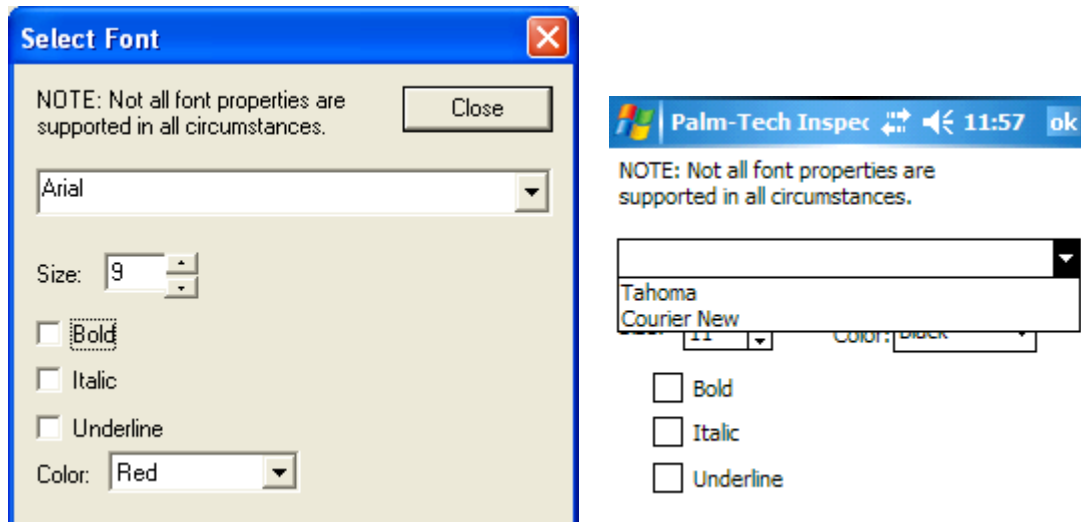 Select Font
NOTE: Not all font properties are
supported in all circumstances.
Close
Arial
Size: 9
Bold
Italic
Underline
Color: Red
Palm-Tech Inspec 11:57 ok
NOTE: Not all font properties are
supported in all circumstances.
Tahoma
Courier New
Size: 11 Color: Black
Bold
Italic
Underline